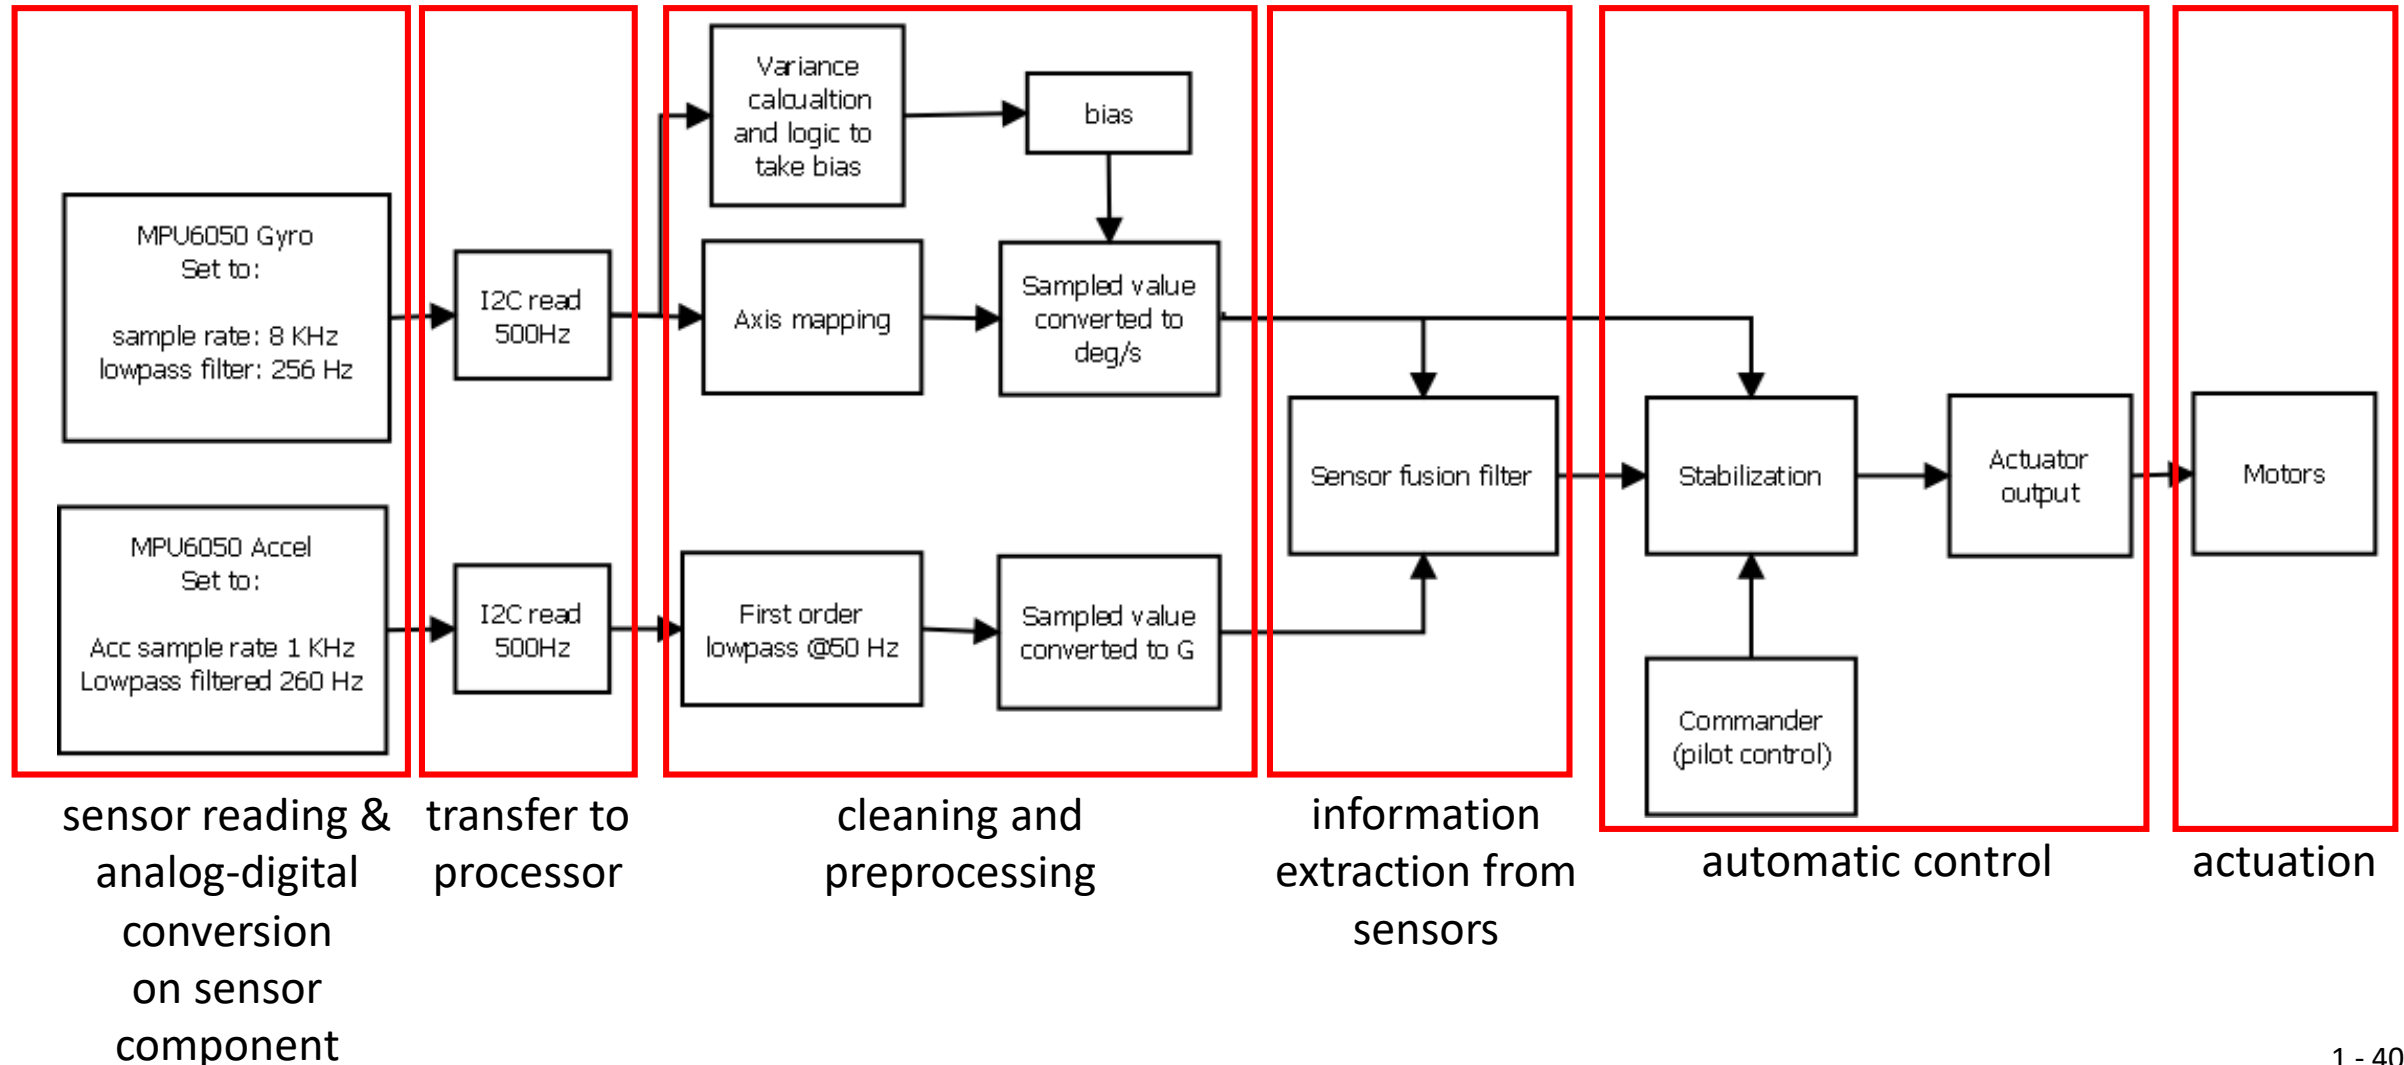 Variance
calcualtion
and logic to
take bias
bias
MPU6050 Gyro
Set to:
sample rate: 8 KHz
lowpass filter: 256 Hz
I2C read
500Hz
Axis mapping
Sampled value
converted to
deg/s
Sensor fusion filter
Stabilization
Actuator
output
Motors
MPU6050 Accel
Set to:
Acc sample rate 1 KHz
Lowpass filtered 260 Hz
I2C read
500Hz
First order
lowpass @50 Hz
Sampled value
converted to G
Commander
(pilot control)
sensor reading &
analog-digital
conversion
on sensor
component
transfer to
processor
cleaning and
preprocessing
information
extraction from
sensors
automatic control
actuation
1 - 40